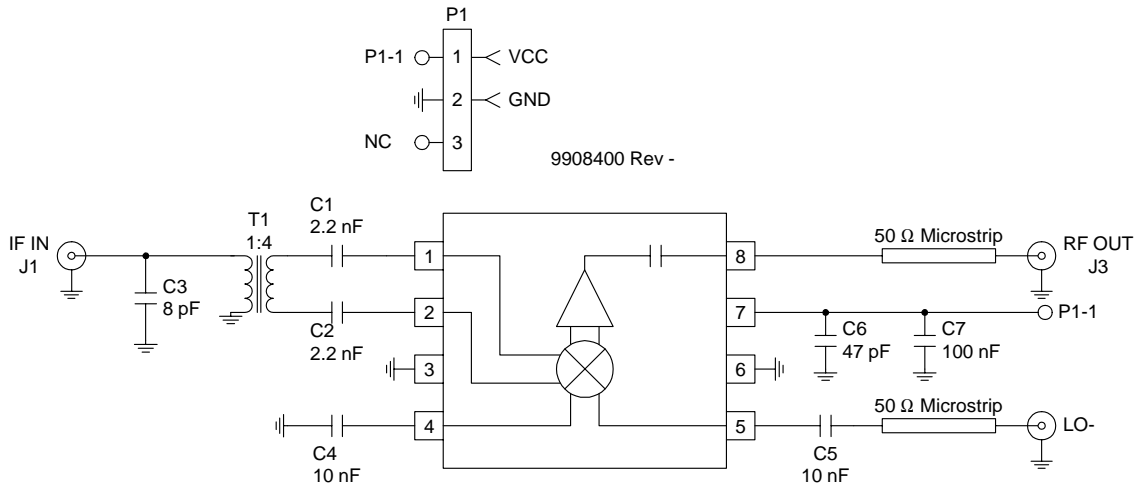 P1
P1-1 1 VCC
2 GND
NC 3
9908400 Rev -
IF IN
J1
C3
8 pF
T1
1:4
C1
2.2 nF
C2
2.2 nF
C4
10 nF
1
2
3
4
8
7
6
5
50 Ω Microstrip
RF OUT
J3
P1-1
C6
47 pF
C7
100 nF
50 Ω Microstrip
LO-
C5
10 nF